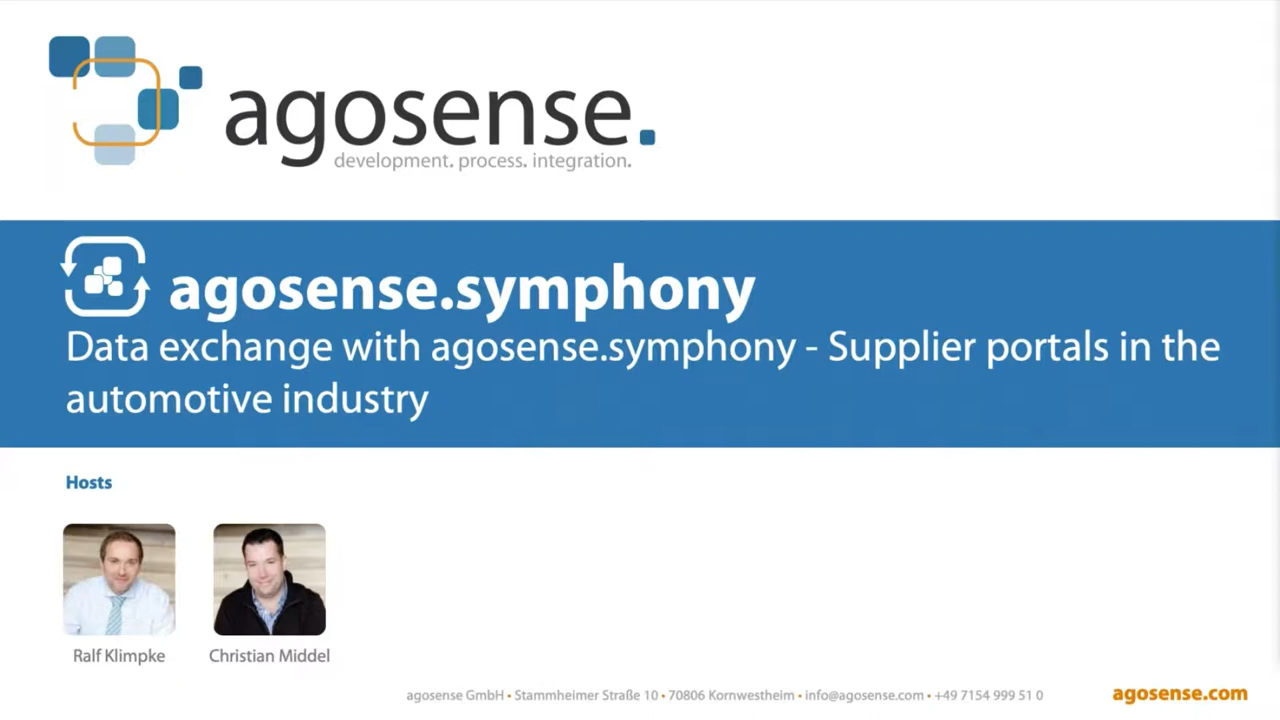 agosense.
development. process. integration.
agosense.symphony
Data exchange with agosense.symphony - Supplier portals in the
automotive industry
Hosts
Ralf Klimpke
Christian Middel
agosense GmbH • Stammheimer Straße 10 • 70806 Kornwestheim • info@agosense.com • +49 7154 999 51 0
agosense.com